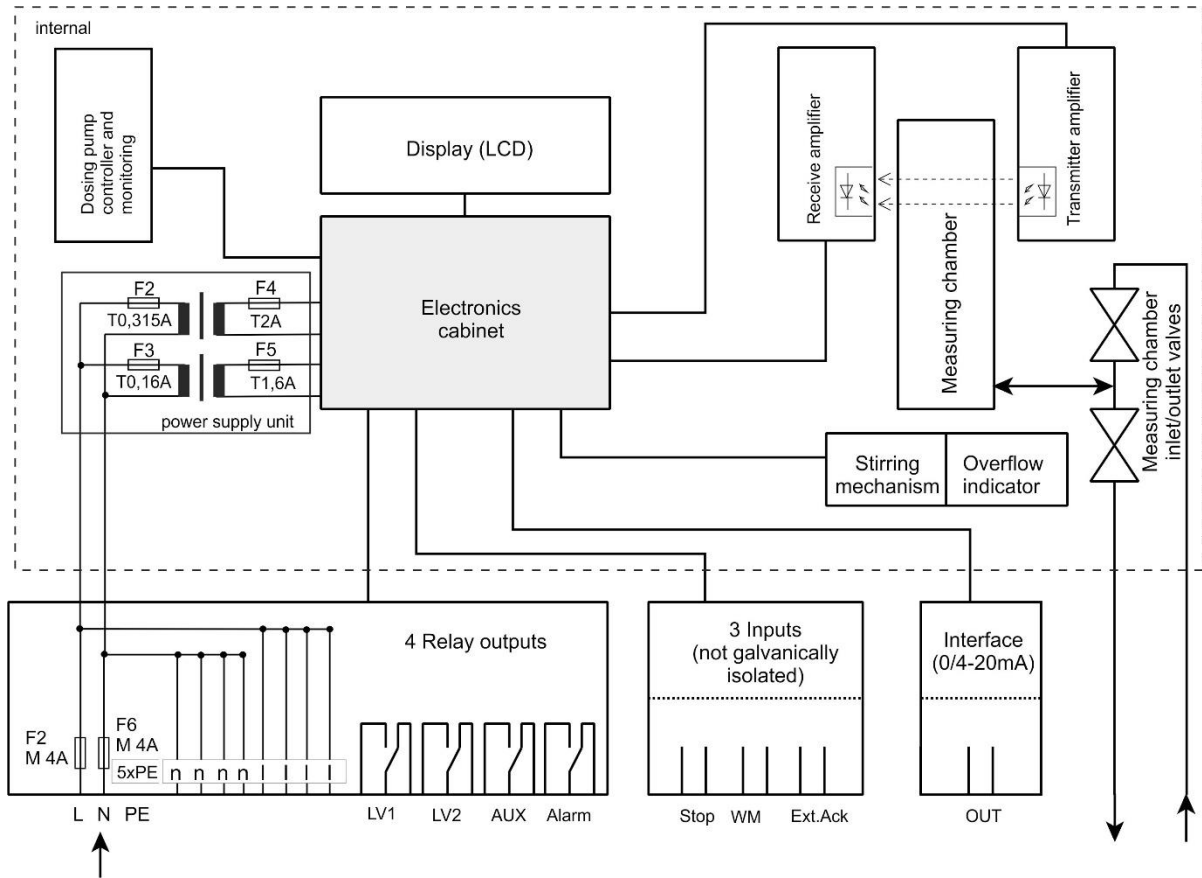 internal
Dosing pump
controller and
monitoring
Display (LCD)
Receive amplifier
Measuring chamber
Transmitter amplifier
F2
T0,315A
F4
T2A
F3
T0,16A
F5
T1,6A
power supply unit
Electronics
cabinet
Measuring chamber
inlet/outlet valves
Stirring
mechanism
Overflow
indicator
4 Relay outputs
3 Inputs
(not galvanically
isolated)
Interface
(0/4-20mA)
F2
M 4A
F6
M 4A
5xPE
n n n n l l l l
L N PE
LV1 LV2 AUX Alarm
Stop WM Ext.Ack
OUT